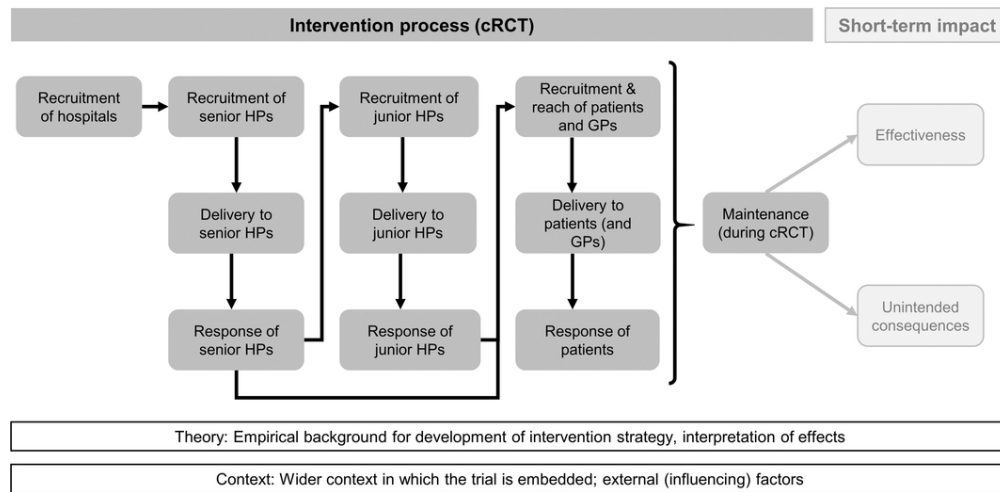 Intervention process (cRCT)
Short-term impact
Recruitment
of hospitals
Recruitment of
senior HPs
Recruitment of
junior HPs
Recruitment &
reach of patients
and GPs
Effectiveness
Delivery to
senior HPs
Delivery to
junior HPs
Delivery to
patients (and
GPs)
Maintenance
(during cRCT)
Response of
senior HPs
Response of
junior HPs
Response of
patients
Unintended
consequences
Theory: Empirical background for development of intervention strategy, interpretation of effects
Context: Wider context in which the trial is embedded; external (influencing) factors